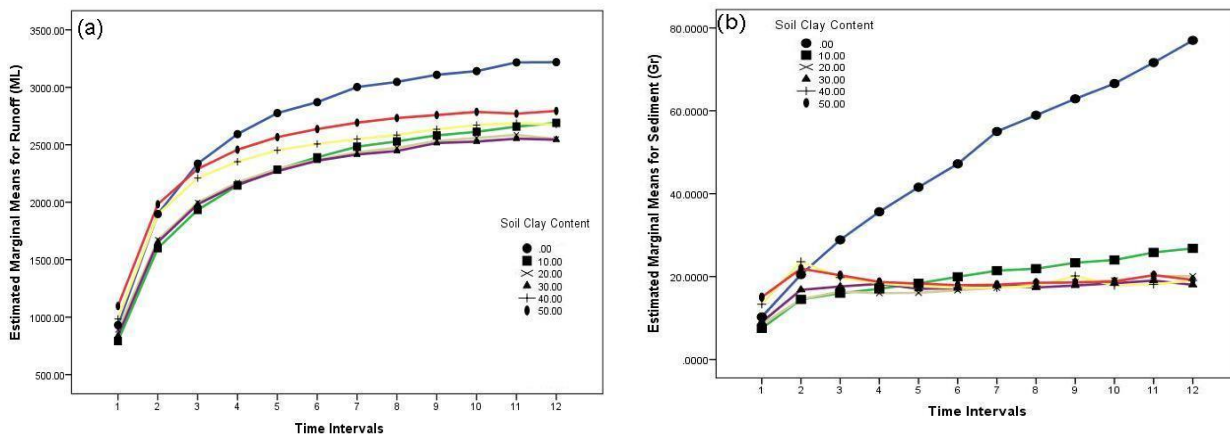 (a)
Estimated Marginal Means for Runoff (ML)
3500.00
3000.00
2500.00
2000.00
1500.00
1000.00
500.00
Soil Clay Content
.00
10.00
20.00
30.00
40.00
50.00
1 2 3 4 5 6 7 8 9 10 11 12
Time Intervals
(b)
Estimated Marginal Means for Sediment (Gr)
80.0000
60.0000
40.0000
20.0000
.0000
Soil Clay Content
.00
10.00
20.00
30.00
40.00
50.00
1 2 3 4 5 6 7 8 9 10 11 12
Time Intervals